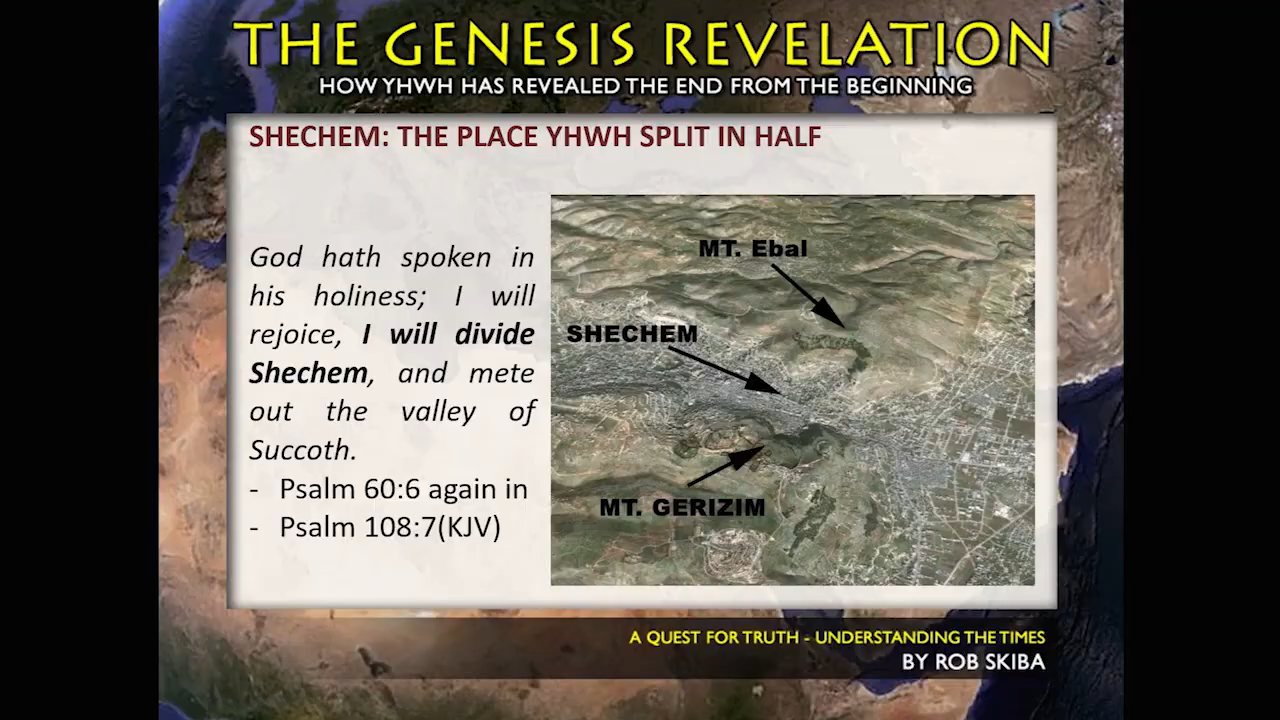 THE GENESIS REVELATION
HOW YHWH HAS REVEALED THE END FROM THE BEGINNING
SHECHEM: THE PLACE YHWH SPLIT IN HALF
God hath spoken in
his holiness; I will
rejoice, I will divide
Shechem, and mete
out the valley of
Succoth.
- Psalm 60:6 again in
- Psalm 108:7(KJV)
MT. Ebal
SHECHEM
MT. GERIZIM
A QUEST FOR TRUTH - UNDERSTANDING THE TIMES
BY ROB SKIBA